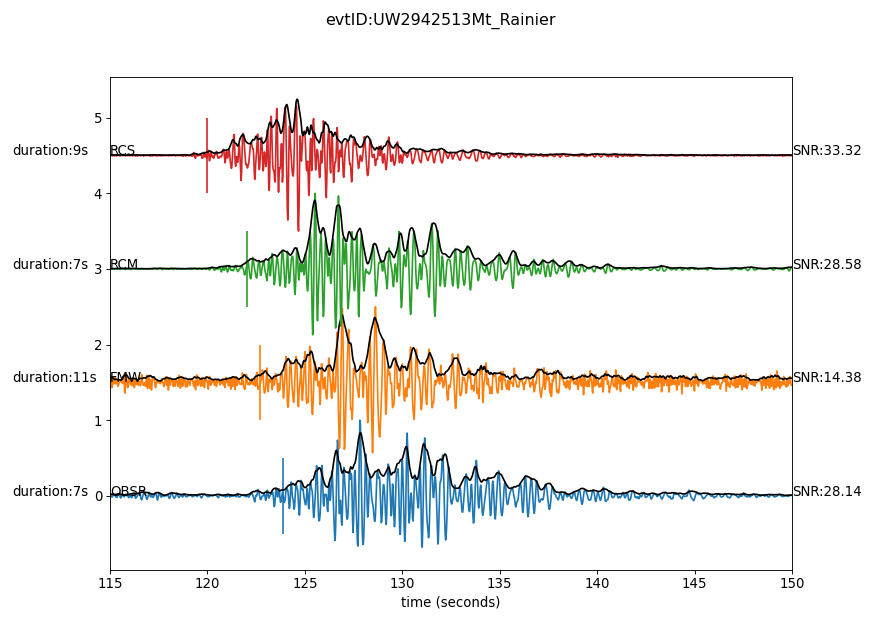 evtID:UW2942513Mt_Rainier
5
duration:9s RCS SNR:33.32
4
duration:7s RCM SNR:28.58
3
2
duration:11s EMW SNR:14.38
1
duration:7s OBSR SNR:28.14
0
115 120 125 130 135 140 145 150
time (seconds)